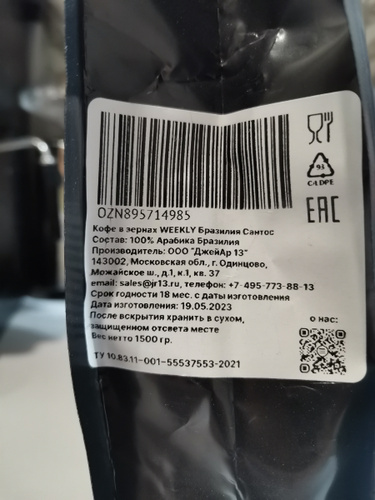 OZN895714985
Кофе в зернах WEEKLY Бразилия Сантос
Состав: 100% Арабика Бразилия
Производитель: ООО "ДжейАр 13"
143002, Московская обл., г. Одинцово,
Можайское ш., д.1, к.1, кв. 37
email: sales@jr13.ru, телефон: +7-495-773-88-13
Срок годности 18 мес. с даты изготовления
Дата изготовления: 19.05.2023
После вскрытия хранить в сухом,
защищенном отсвета месте
Вес нетто 1500 гр.
ТУ 10.83.11-001-55537553-2021
C4 DPE
EAC
о нас: